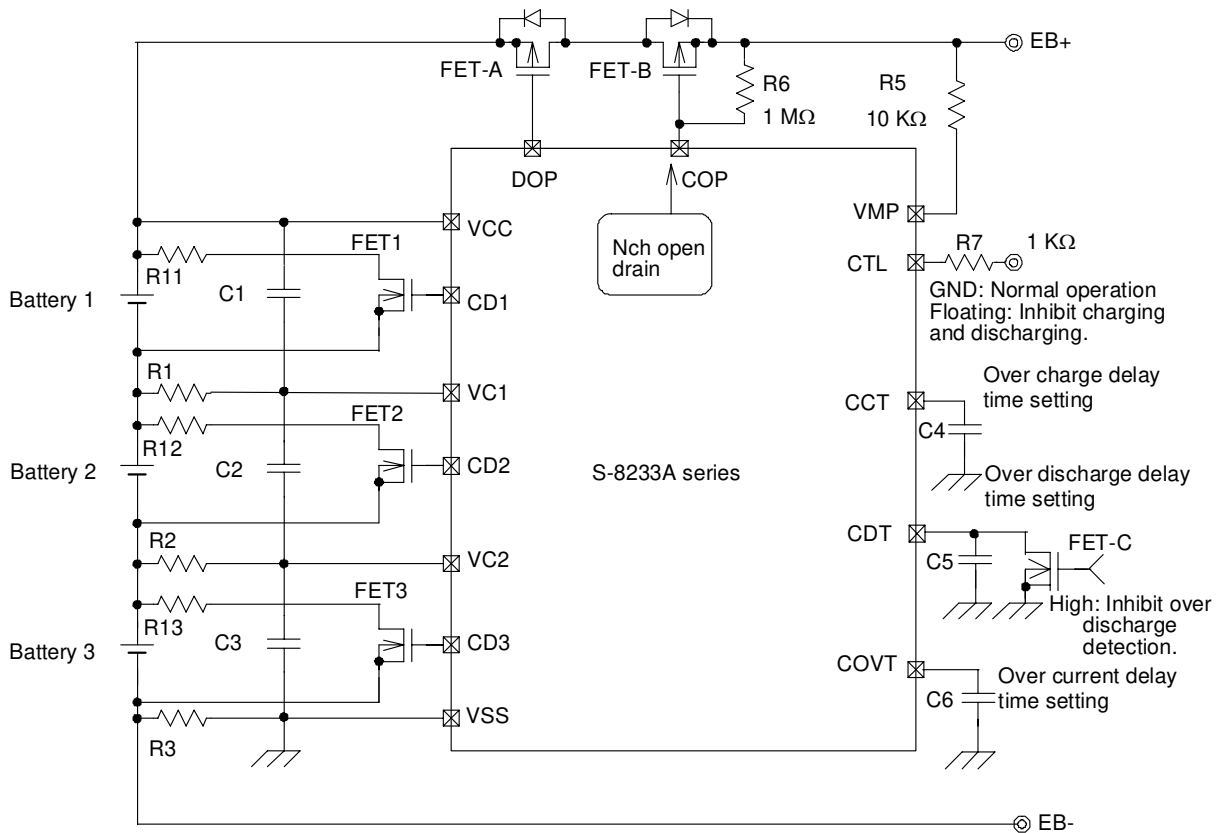 EB+
FET-A
FET-B
R6
1 MΩ
R5
10 KΩ
DOP
COP
VMP
VCC
Nch open
drain
R7
1 KΩ
CTL
GND: Normal operation
Floating: Inhibit charging
and discharging.
FET1
R11
C1
Battery 1
CD1
R1
VC1
Over charge delay
time setting
CCT
C4
FET2
R12
C2
Battery 2
CD2
S-8233A series
Over discharge delay
time setting
R2
VC2
CDT
C5
FET-C
High: Inhibit over
discharge
detection.
FET3
R13
C3
Battery 3
CD3
COVT
Over current delay
time setting
C6
VSS
R3
EB-